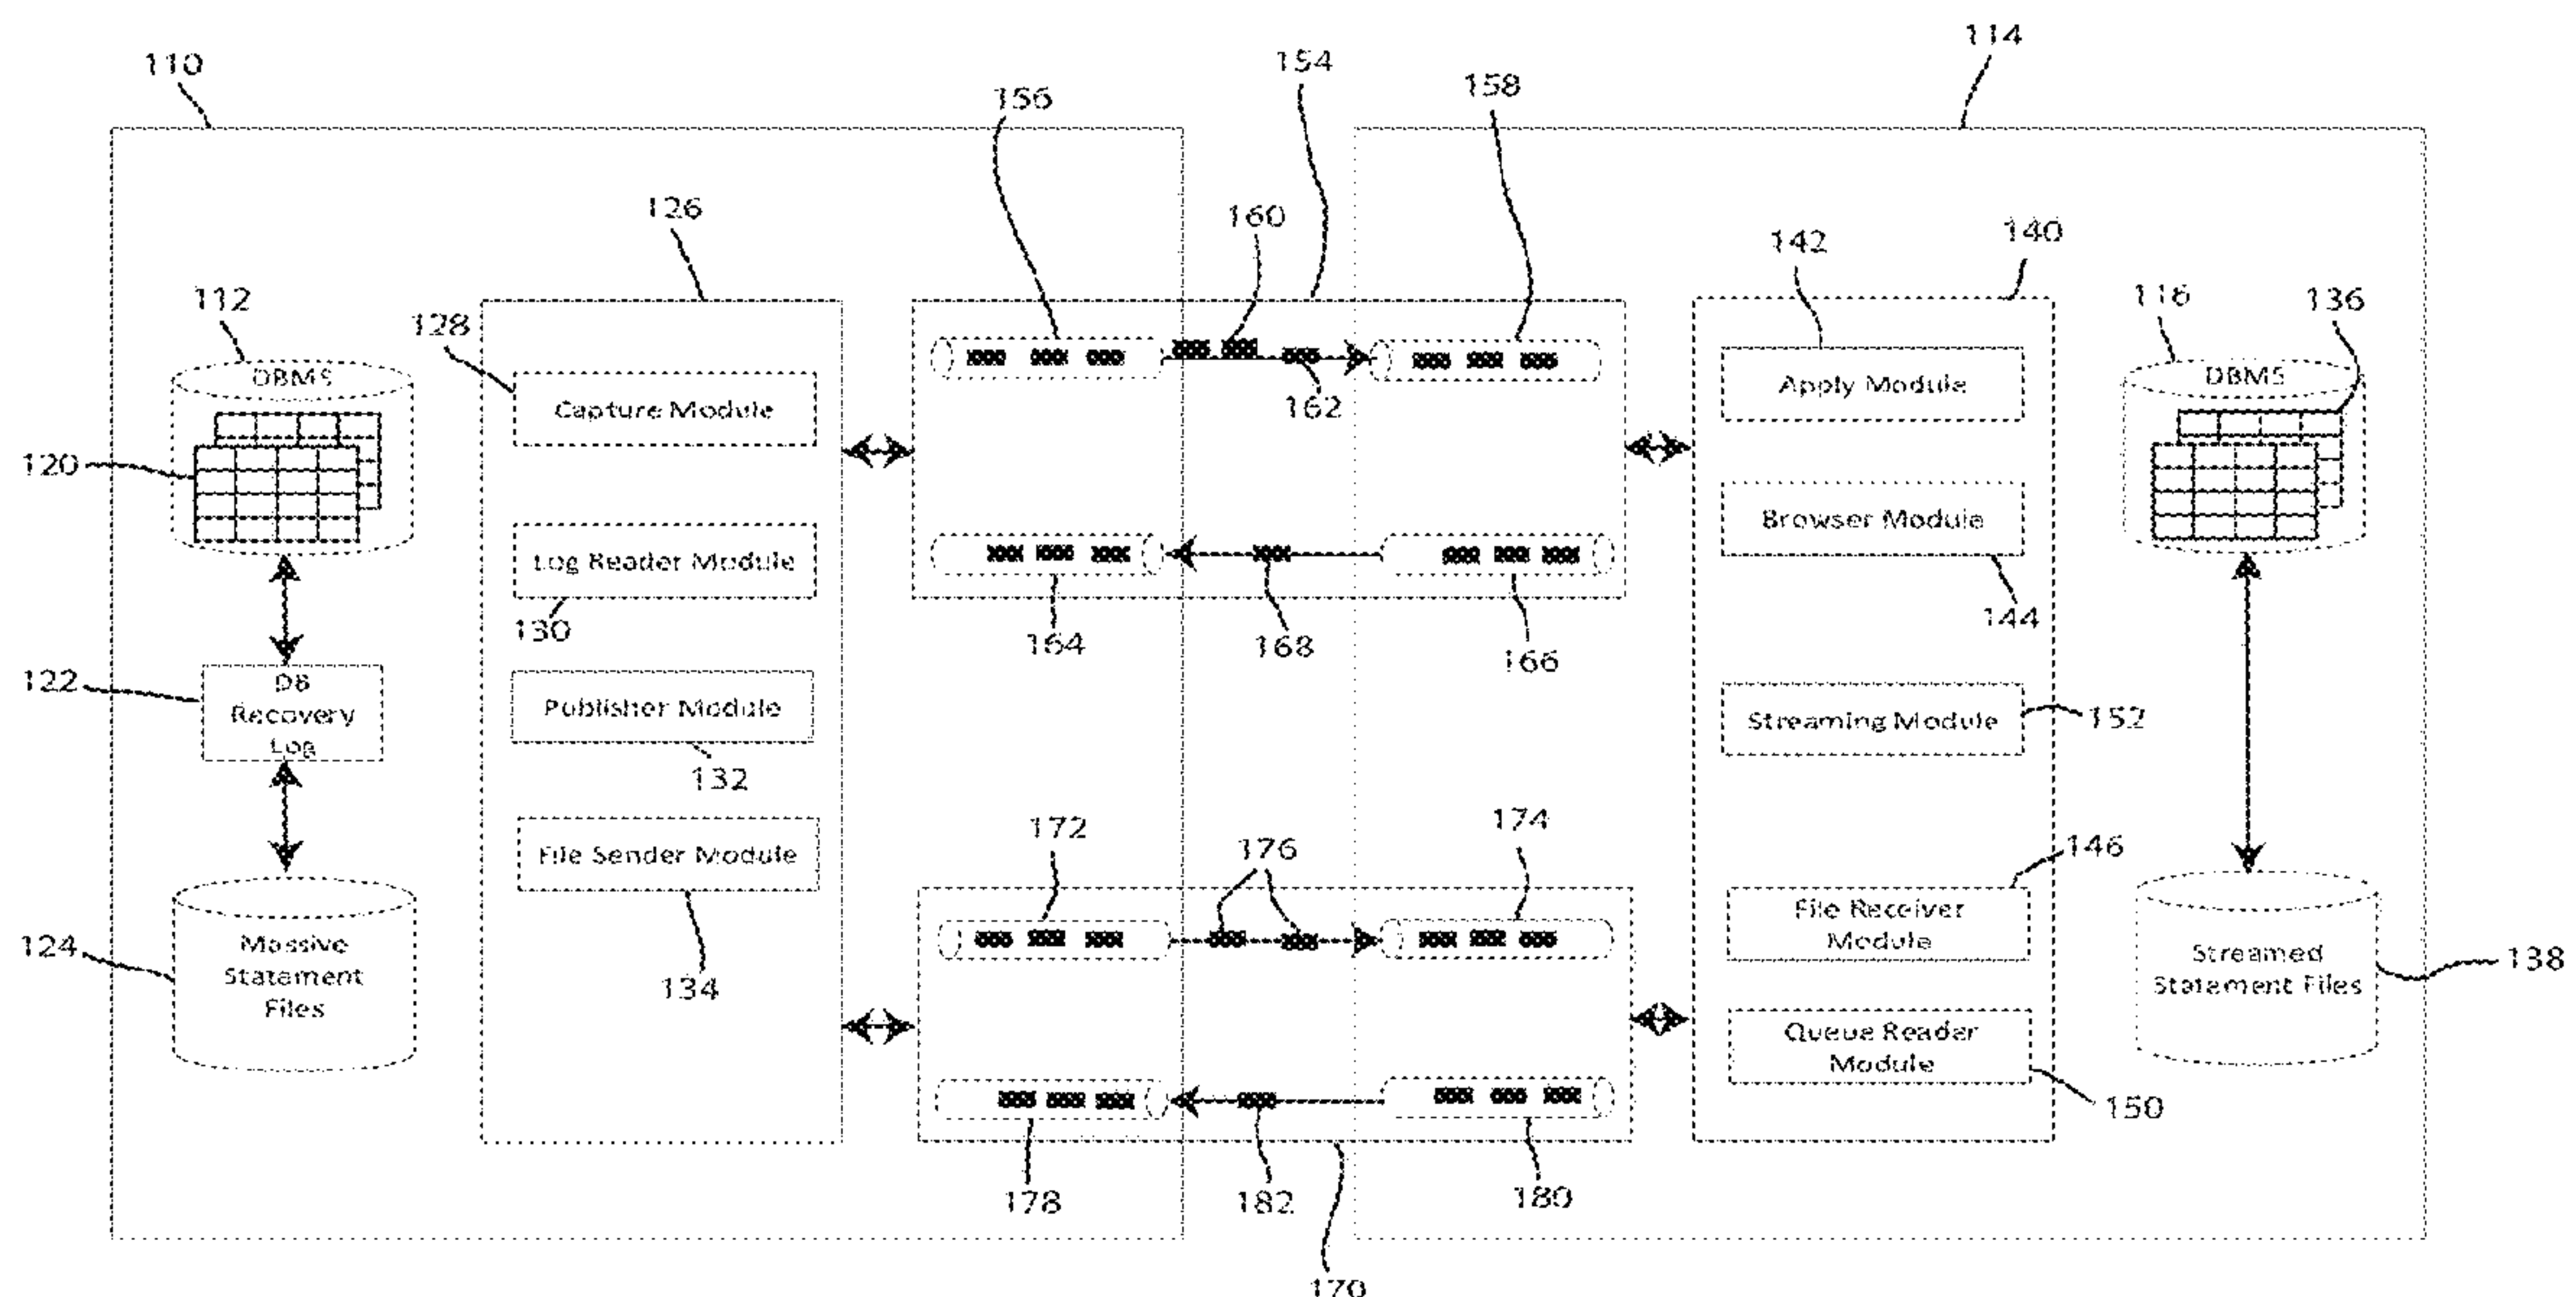 110
114
154
156
158
126
160
142
140
112
116
136
128
DBMS
DBMS
Capture Module
Apply Module
162
120
Browser Module
Log Reader Module
130
164
168
166
144
122
DB
Recovery
Log
Publisher Module
132
Streaming Module
152
172
176
174
146
File Sender Module
File Receiver
Module
124
Massive
Statement
Files
134
Streamed
Statement Files
138
Queue Reader
Module
150
178
182
180
170